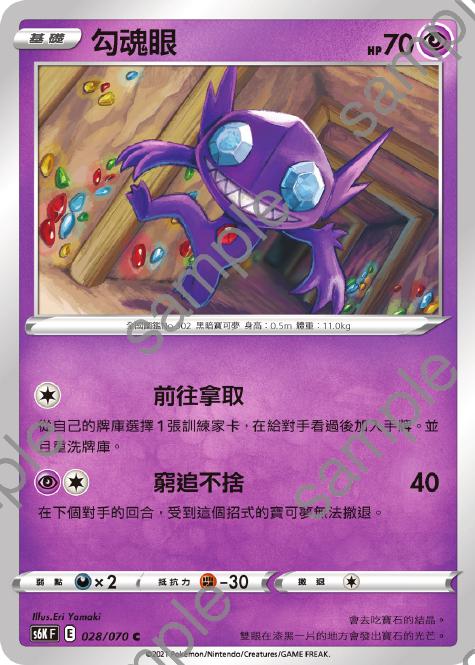 基礎 勾魂眼 HP 70
全國圖鑑No.302 黑暗寶可夢 身高：0.5m 體重：11.0kg
前往拿取
從自己的牌庫選擇1張訓練家卡，在給對手看過後加入手牌。並
且重洗牌庫。
窮追不捨 40
在下個對手的回合，受到這個招式的寶可夢無法撤退。
弱點 ×2 抵抗力 -30 撤退
Illus.Eri Yamaki
s6K F E 028/070 C
會去吃寶石的結晶。
雙眼在漆黑一片的地方會發出寶石的光芒。
©2021 Pokémon/Nintendo/Creatures/GAME FREAK.
sample
sample
sample
sample
sample
sample